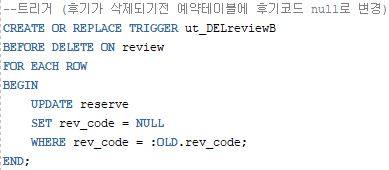 --트리거 (후기가 삭제되기전 예약테이블에 후기코드 null로 변경)
CREATE OR REPLACE TRIGGER ut_DELreviewB
BEFORE DELETE ON review
FOR EACH ROW
BEGIN
    UPDATE reserve
    SET rev_code = NULL
    WHERE rev_code = :OLD.rev_code;
END;